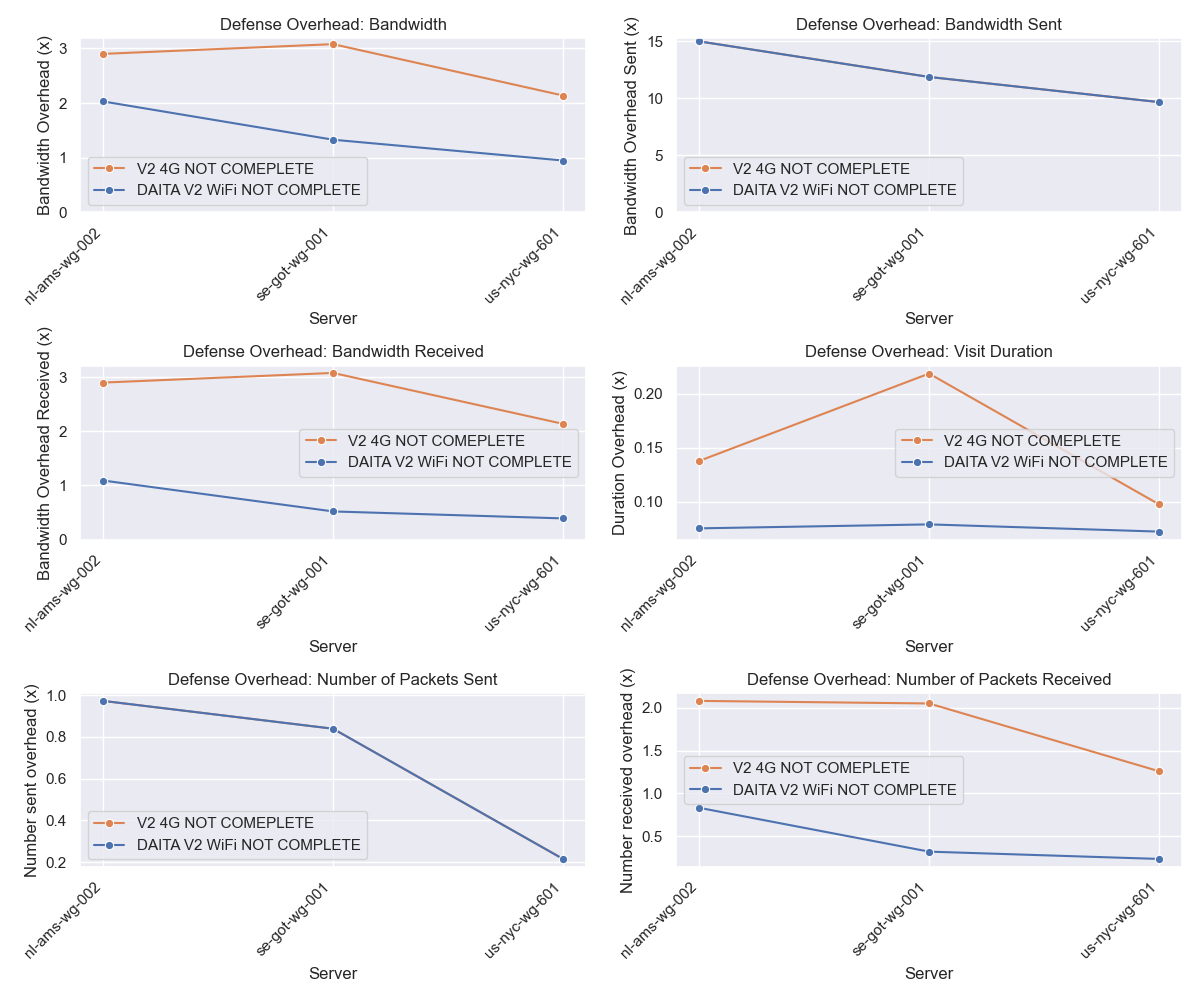 Defense Overhead: Bandwidth
Bandwidth Overhead (x)
3
2
1
0
V2 4G NOT COMEPLETE
DAITA V2 WiFi NOT COMPLETE
nl-ams-wg-002
se-got-wg-001
us-nyc-wg-601
Server
Defense Overhead: Bandwidth Sent
Bandwidth Overhead Sent (x)
15
10
5
0
V2 4G NOT COMEPLETE
DAITA V2 WiFi NOT COMPLETE
nl-ams-wg-002
se-got-wg-001
us-nyc-wg-601
Server
Defense Overhead: Bandwidth Received
Bandwidth Overhead Received (x)
3
2
1
0
V2 4G NOT COMEPLETE
DAITA V2 WiFi NOT COMPLETE
nl-ams-wg-002
se-got-wg-001
us-nyc-wg-601
Server
Defense Overhead: Visit Duration
Duration Overhead (x)
0.20
0.15
0.10
V2 4G NOT COMEPLETE
DAITA V2 WiFi NOT COMPLETE
nl-ams-wg-002
se-got-wg-001
us-nyc-wg-601
Server
Defense Overhead: Number of Packets Sent
Number sent overhead (x)
1.0
0.8
0.6
0.4
0.2
V2 4G NOT COMEPLETE
DAITA V2 WiFi NOT COMPLETE
nl-ams-wg-002
se-got-wg-001
us-nyc-wg-601
Server
Defense Overhead: Number of Packets Received
Number received overhead (x)
2.0
1.5
1.0
0.5
V2 4G NOT COMEPLETE
DAITA V2 WiFi NOT COMPLETE
nl-ams-wg-002
se-got-wg-001
us-nyc-wg-601
Server